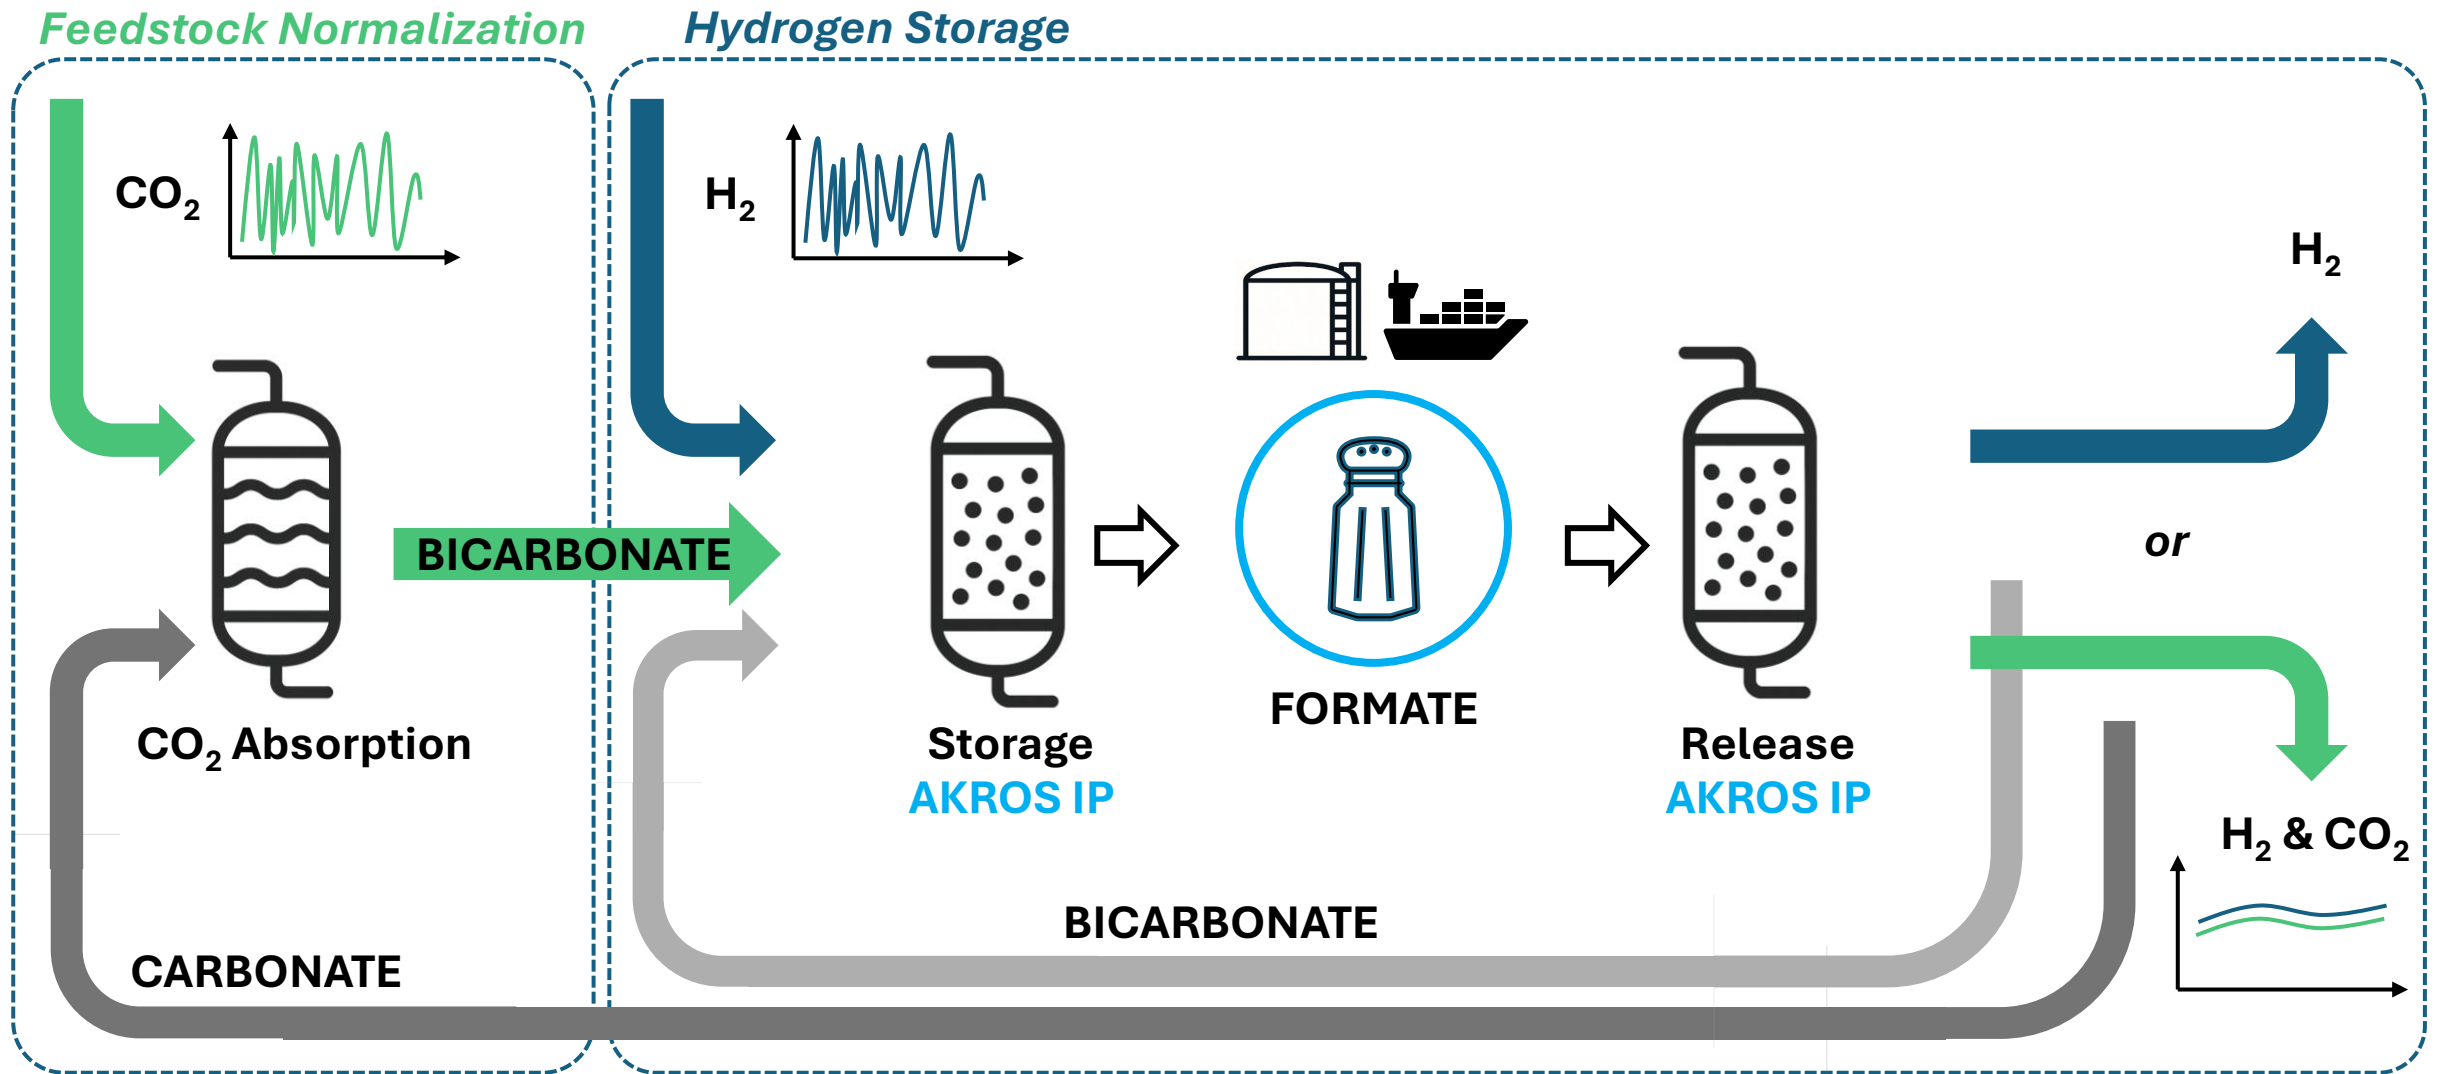 Feedstock Normalization
Hydrogen Storage
CO₂
H₂
H₂
BICARBONATE
or
CO₂ Absorption
Storage
AKROS IP
FORMATE
Release
AKROS IP
H₂ & CO₂
BICARBONATE
CARBONATE